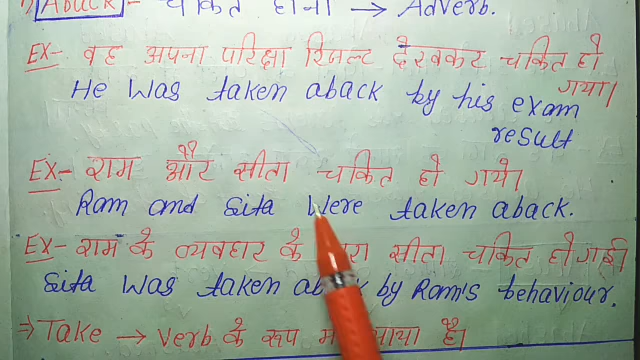 Aback - चकित होना → Adverb.
EX- वह अपना परिक्षा रिजल्ट देखकर चकित हो
गया।
He Was taken aback by his exam
result
EX- राम और सीता चकित हो गये।
Ram and Sita Were taken aback.
EX- राम के व्यवहार के सीता चकित हो गई।
Sita Was taken by Ram's behaviour.
⇒ Take → Verb के रूप आया है।